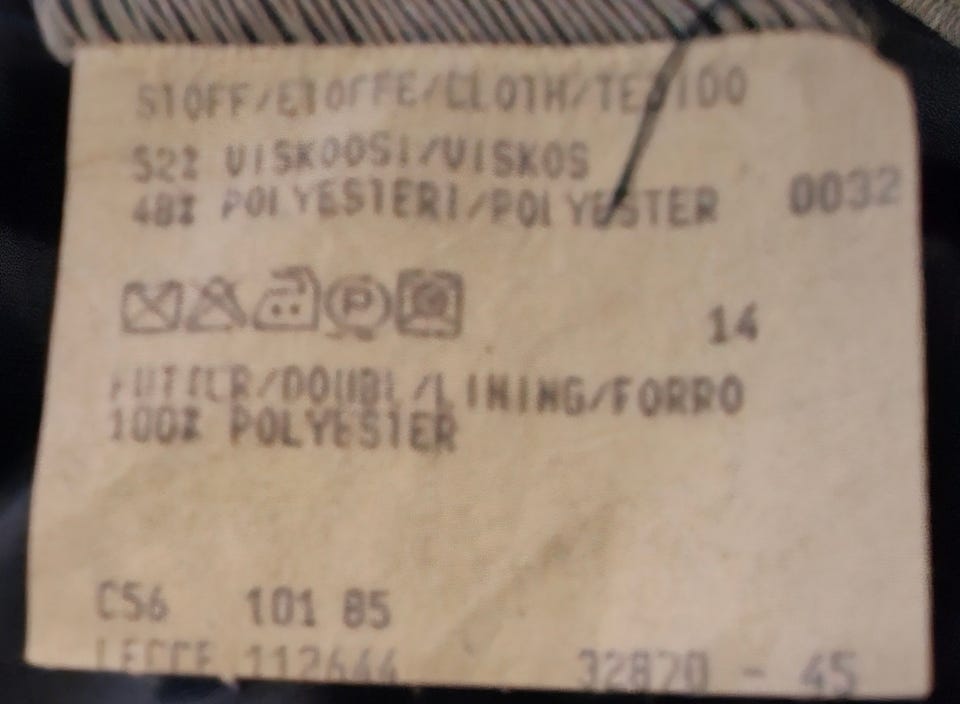 STOFF/ETOFFE/CLOTH/TEJIDO
52% VISKOOSI/VISKOS
48% POLYESTERI/POLYESTER 0032
P
14
FUTTER/DOUBL/LINING/FORRO
100% POLYESTER
C56 101 85
LECCE 112644 32820 - 45